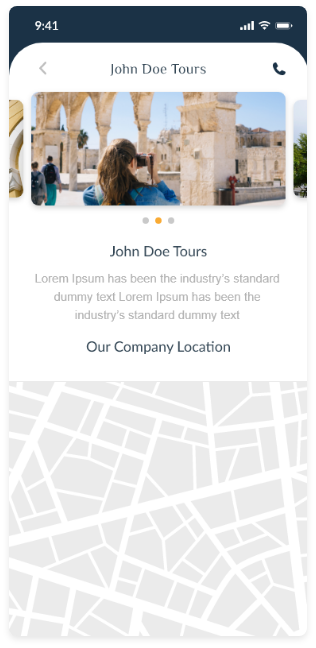 9:41
John Doe Tours
John Doe Tours
Lorem Ipsum has been the industry's standard
dummy text Lorem Ipsum has been the
industry's standard dummy text
Our Company Location